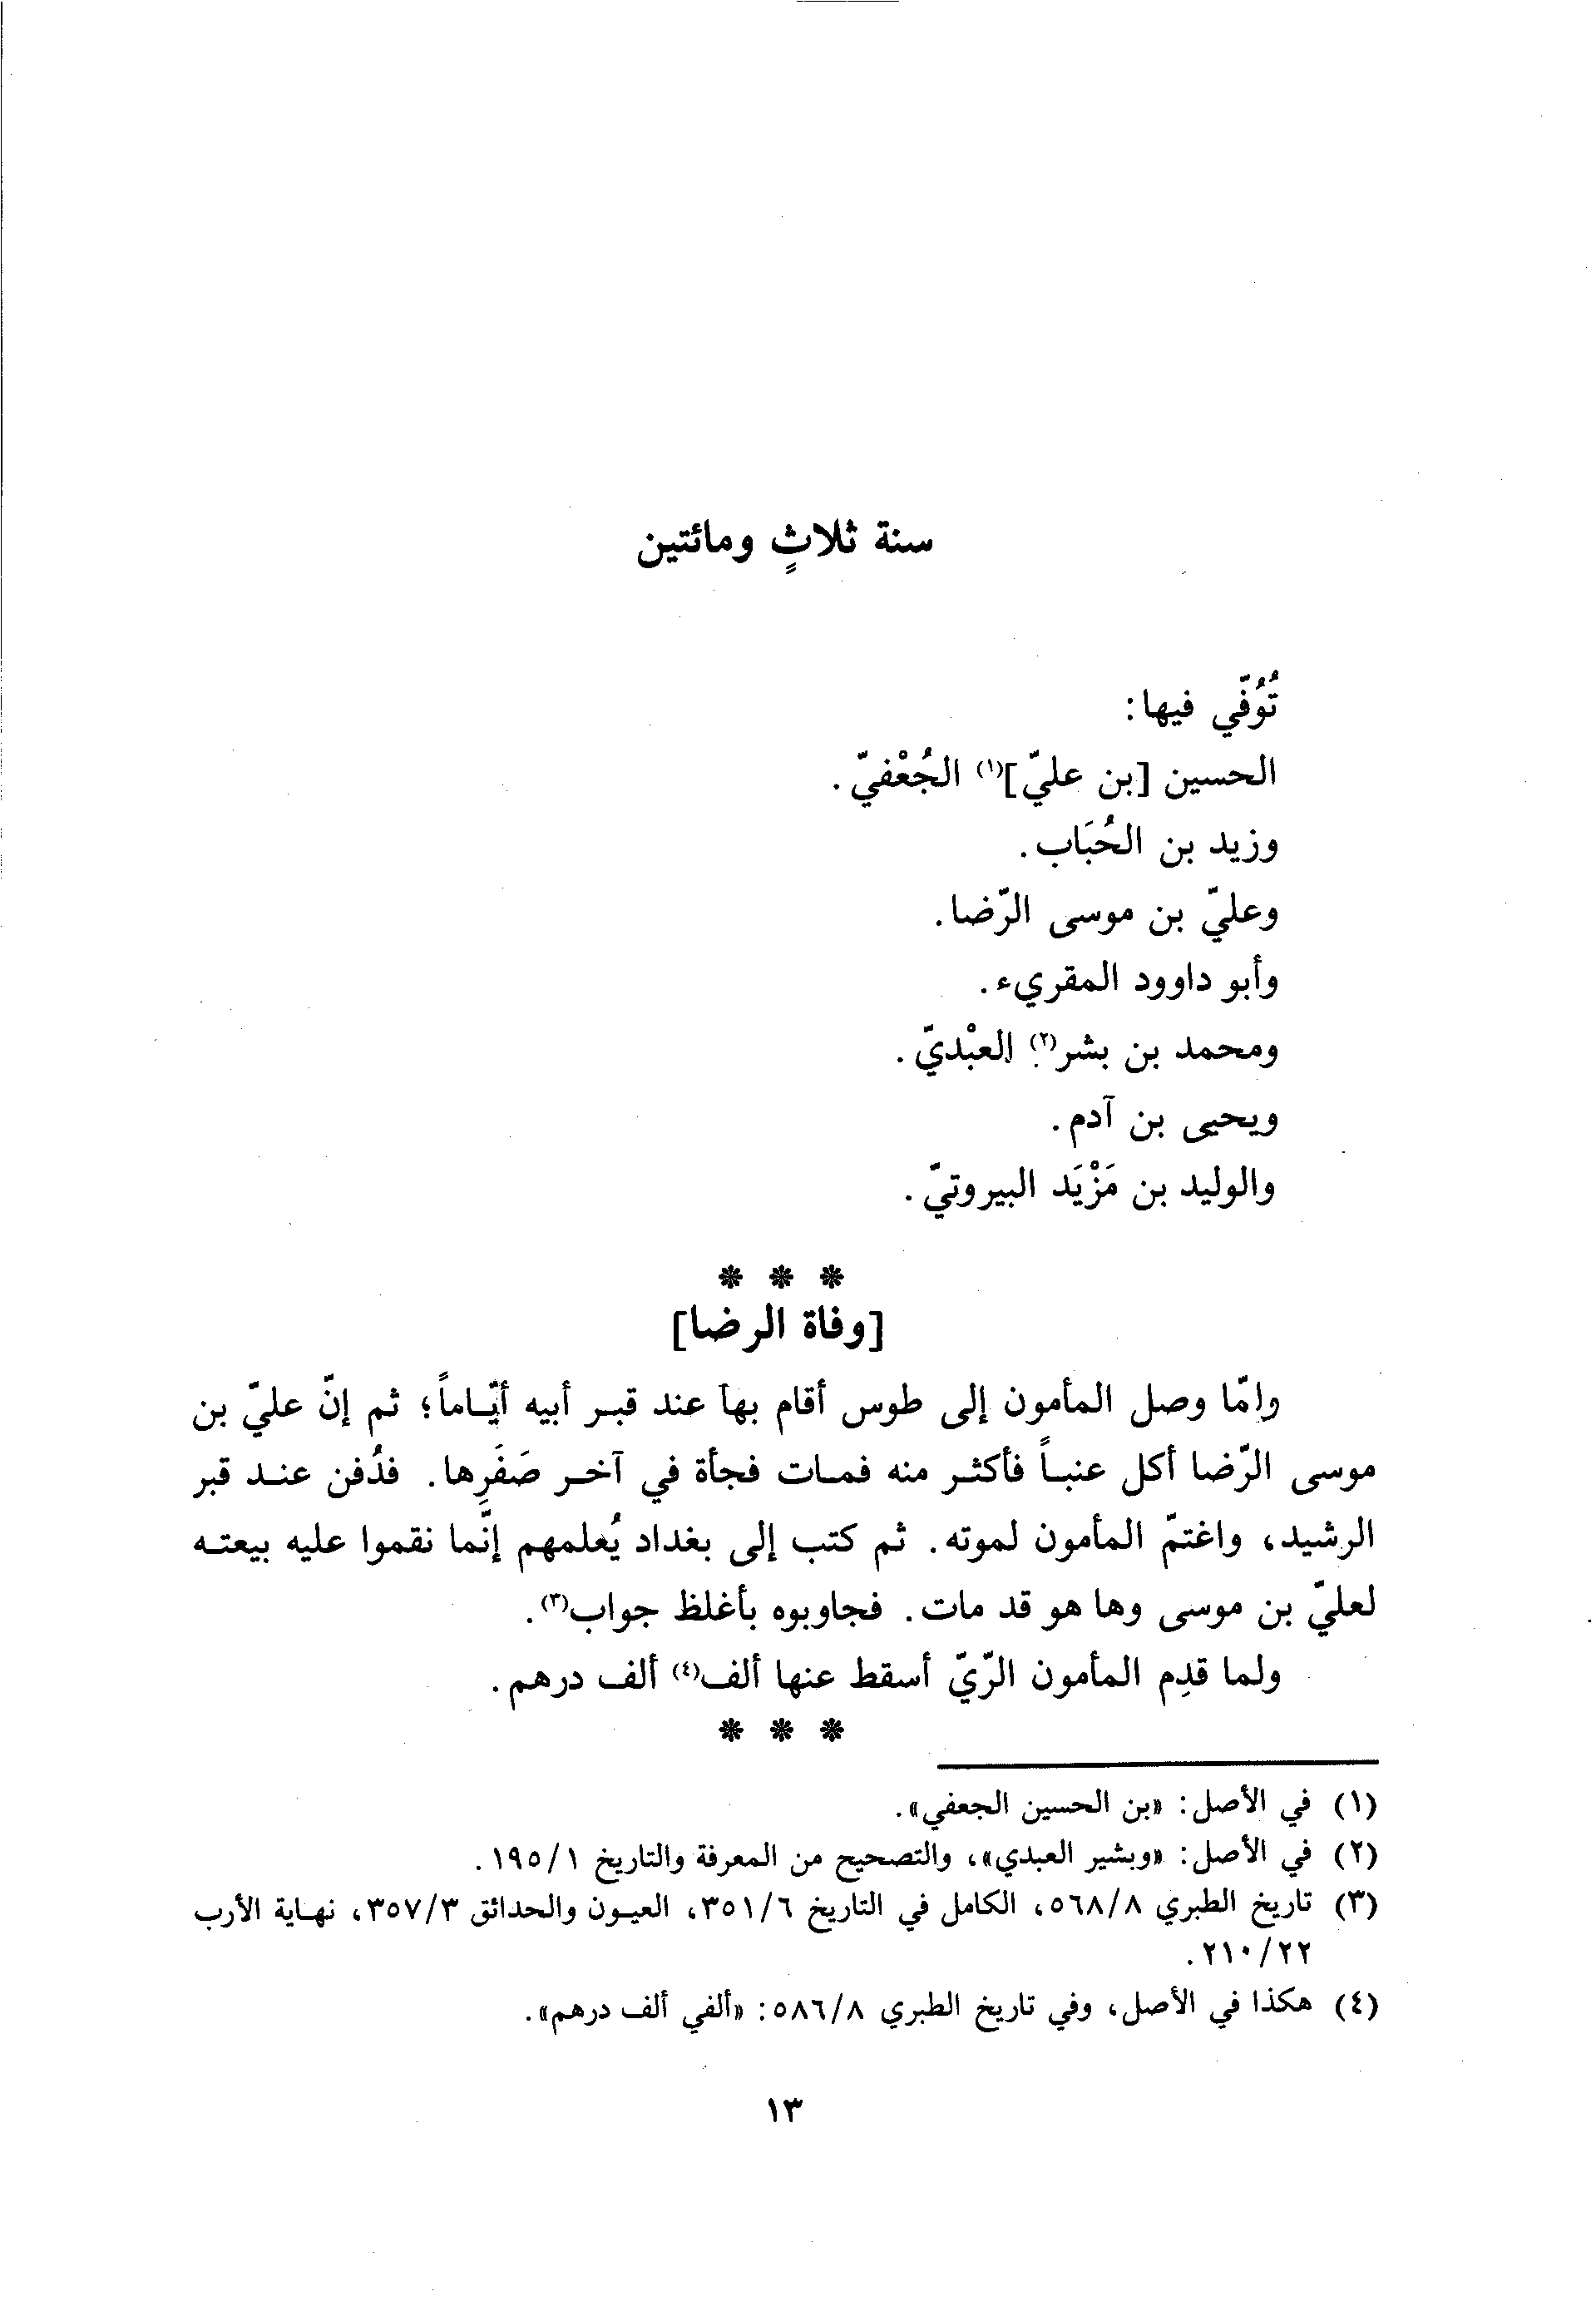 سنة ثلاثٍ ومائتين
تُوُفّي فيها:
الحسين [بن عليّ]⁽¹⁾ الجُعْفيّ.
وزيد بن الحُبَاب.
وعليّ بن موسى الرّضا.
وأبو داوود المقريء.
ومحمد بن بشر⁽٢⁾ العبْديّ.
ويحيى بن آدم.
والوليد بن مَزْيَد البيروتيّ.
* * *
[وفاة الرضا]
ولمّا وصل المأمون إلى طوس أقام بها عند قبر أبيه أيّاماً؛ ثم إنّ عليّ بن
موسى الرّضا أكل عنباً فأكثر منه فمات فجأة في آخر صَفَرِها. فدُفن عند قبر
الرشيد، واغتمّ المأمون لموته. ثم كتب إلى بغداد يُعلمهم إنّما نقموا عليه بيعته
لعليّ بن موسى وها هو قد مات. فجاوبوه بأغلظ جواب⁽٣⁾.
ولما قدِم المأمون الرّيّ أسقط عنها ألف⁽٤⁾ ألف درهم.
* * *
(١) في الأصل: «بن الحسين الجعفي».
(٢) في الأصل: «وبشير العبدي»، والتصحيح من المعرفة والتاريخ ١/١٩٥.
(٣) تاريخ الطبري ٥٦٨/٨، الكامل في التاريخ ٣٥١/٦، العيون والحدائق ٣٥٧/٣، نهاية الأرب
٢١٠/٢٢.
(٤) هكذا في الأصل، وفي تاريخ الطبري ٥٨٦/٨: «ألفي ألف درهم».
١٣